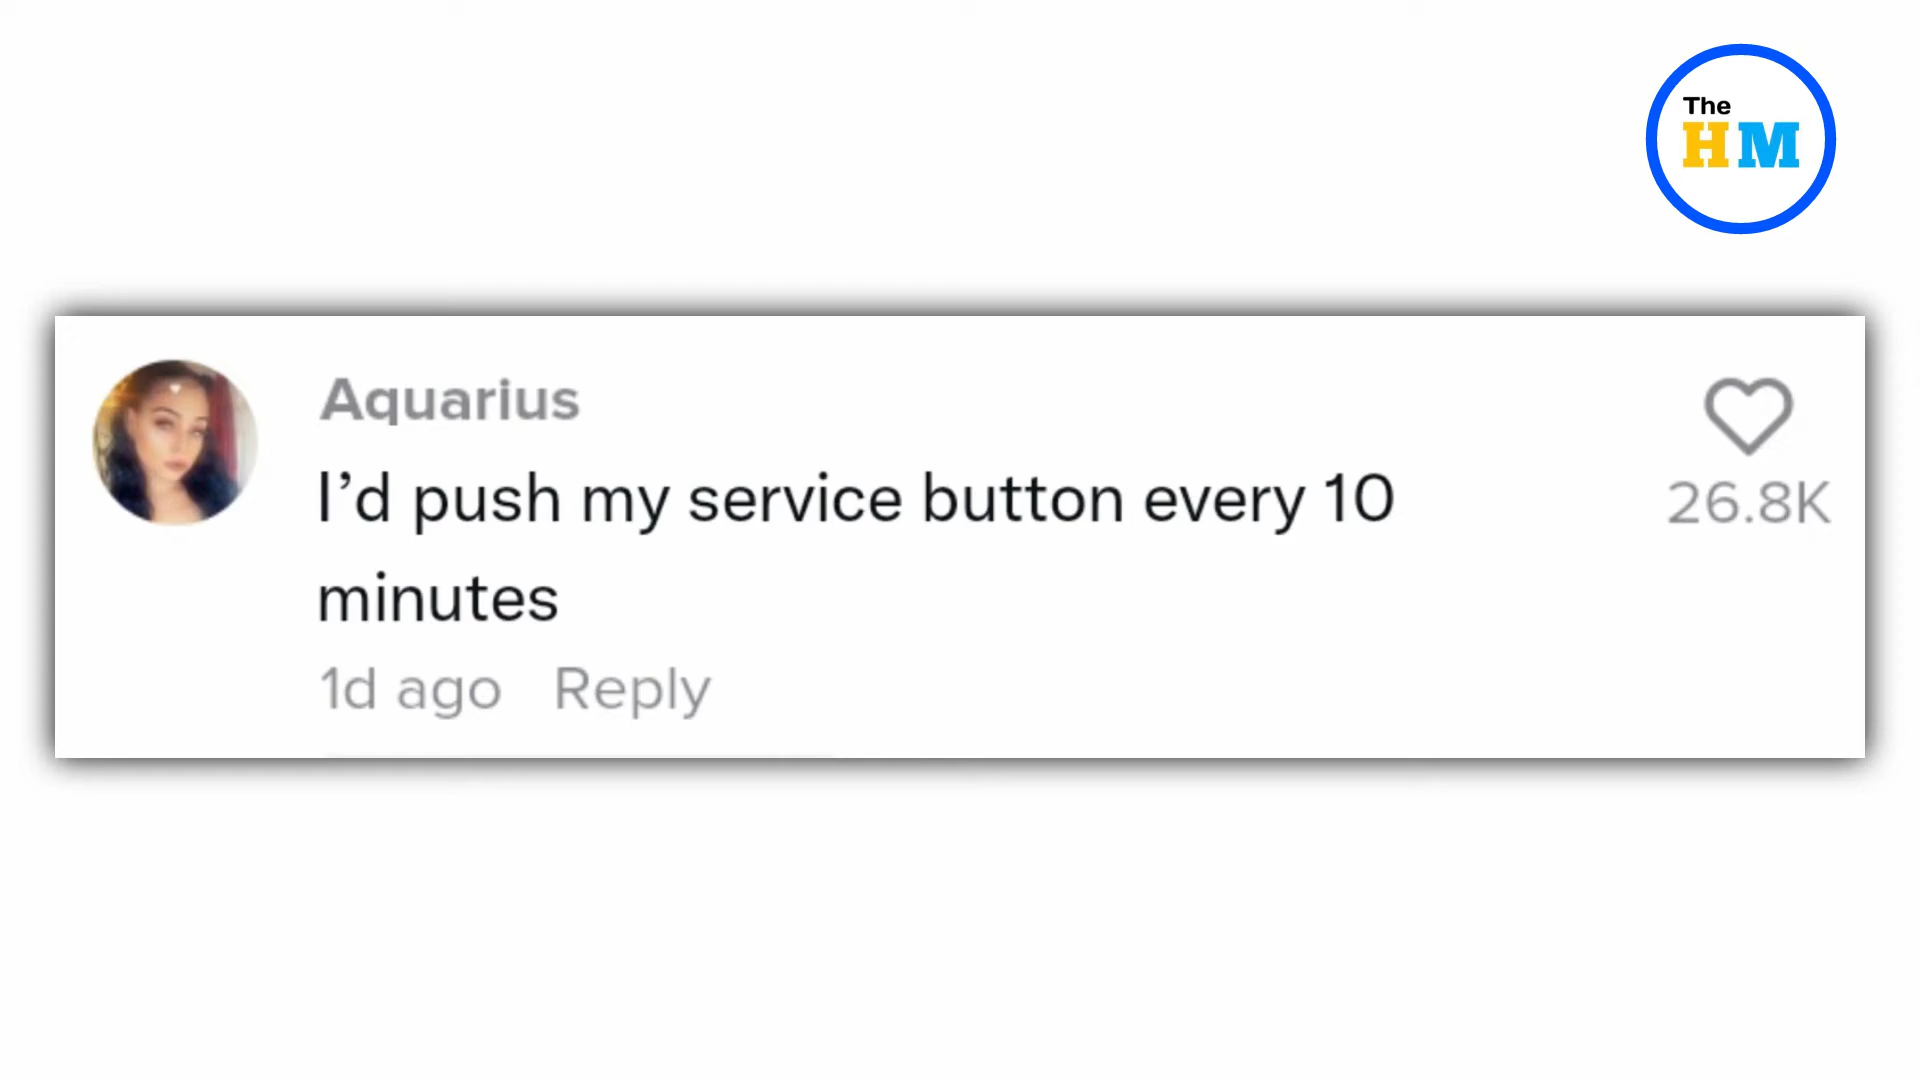 The
HM
Aquarius
I’d push my service button every 10
minutes
26.8K
1d ago Reply